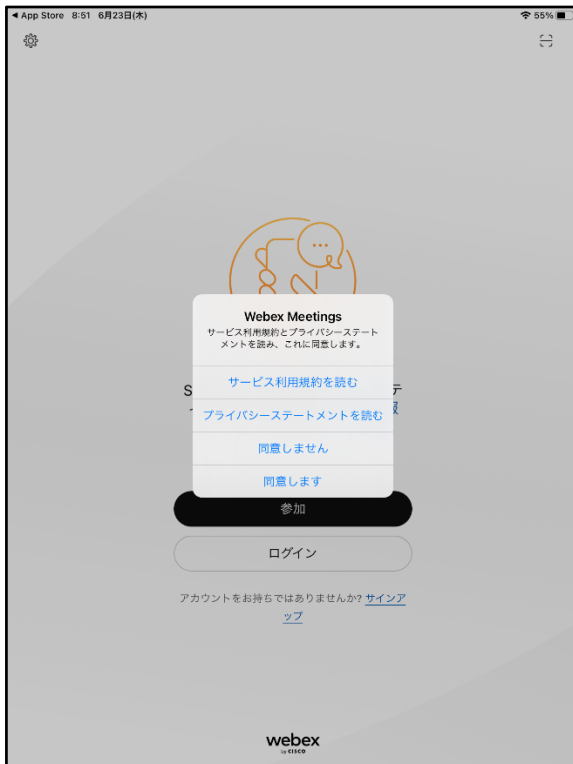 ◀ App Store 8:51 6月23日(木) 55%
Webex Meetings
サービス利用規約とプライバシーステート
メントを読み、これに同意します。
サービス利用規約を読む
プライバシーステートメントを読む
同意しません
同意します
参加
ログイン
アカウントをお持ちではありませんか? サインア
ップ
webex
by CISCO